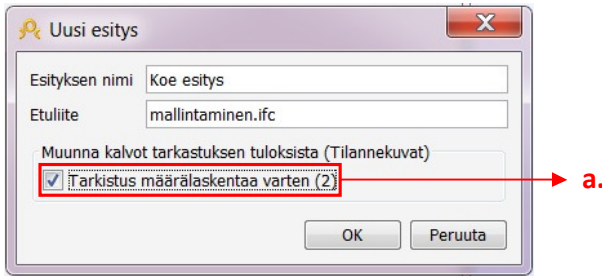 Uusi esitys
Esityksen nimi Koe esitys
Etuliite mallintaminen.ifc
Muunna kalvot tarkastuksen tuloksista (Tilannekuvat)
Tarkistus määrälaskentaa varten (2)
a.
OK Peruuta